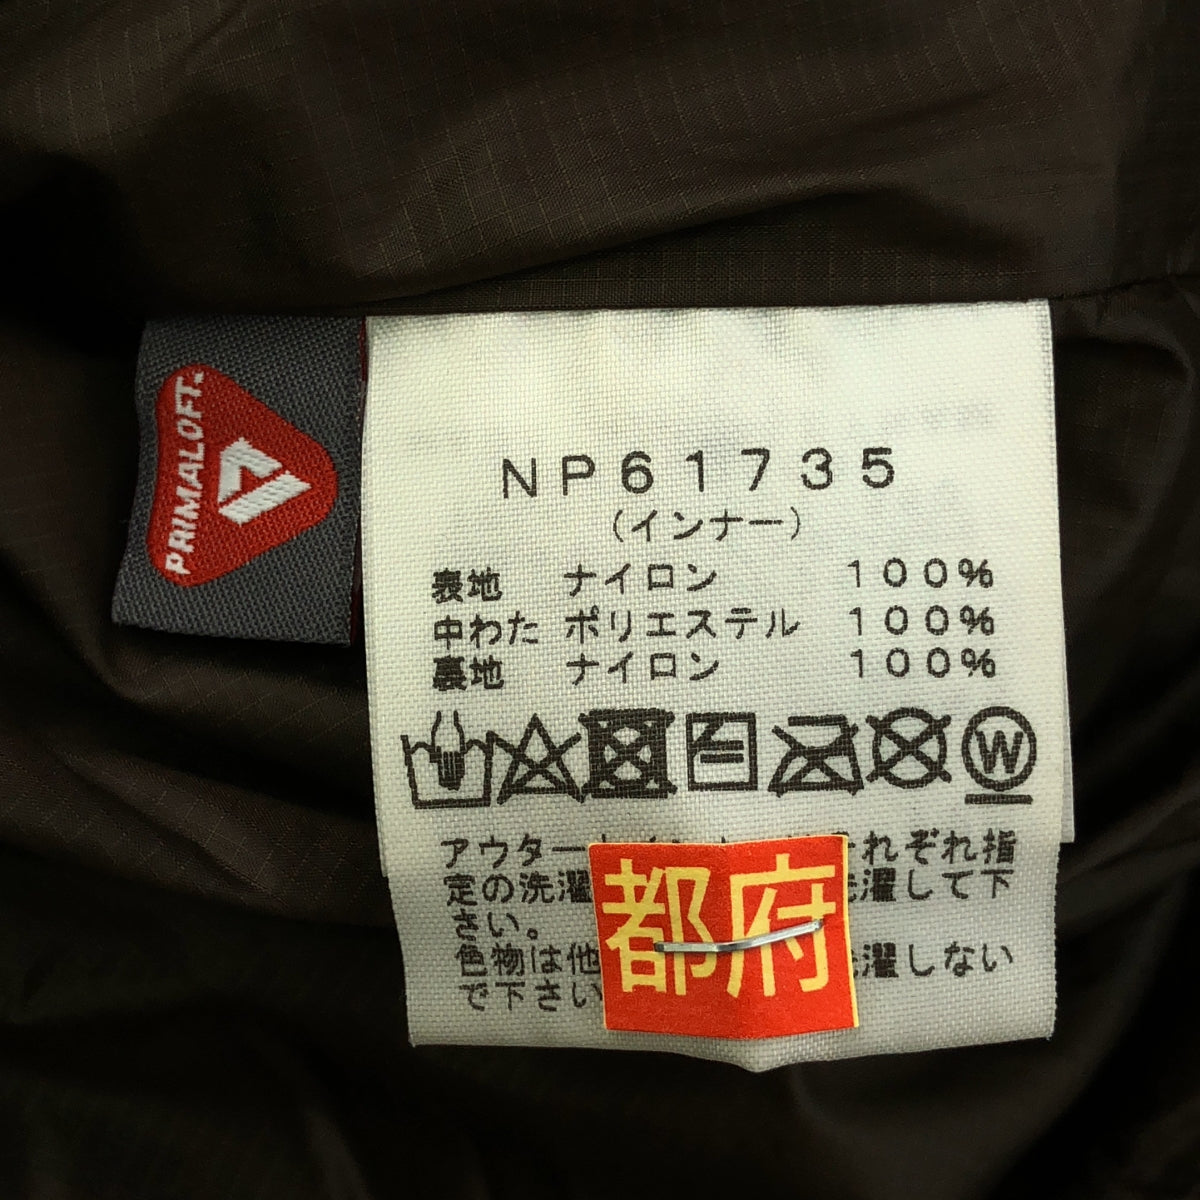 PRIMALOFT
NP61735
(インナー)
表地 ナイロン 100%
中わた ポリエステル 100%
裏地 ナイロン 100%
W
アウター それぞれ指
定の洗濯 洗濯して下
さい。
色物は他 洗濯しない
で下さい
都府